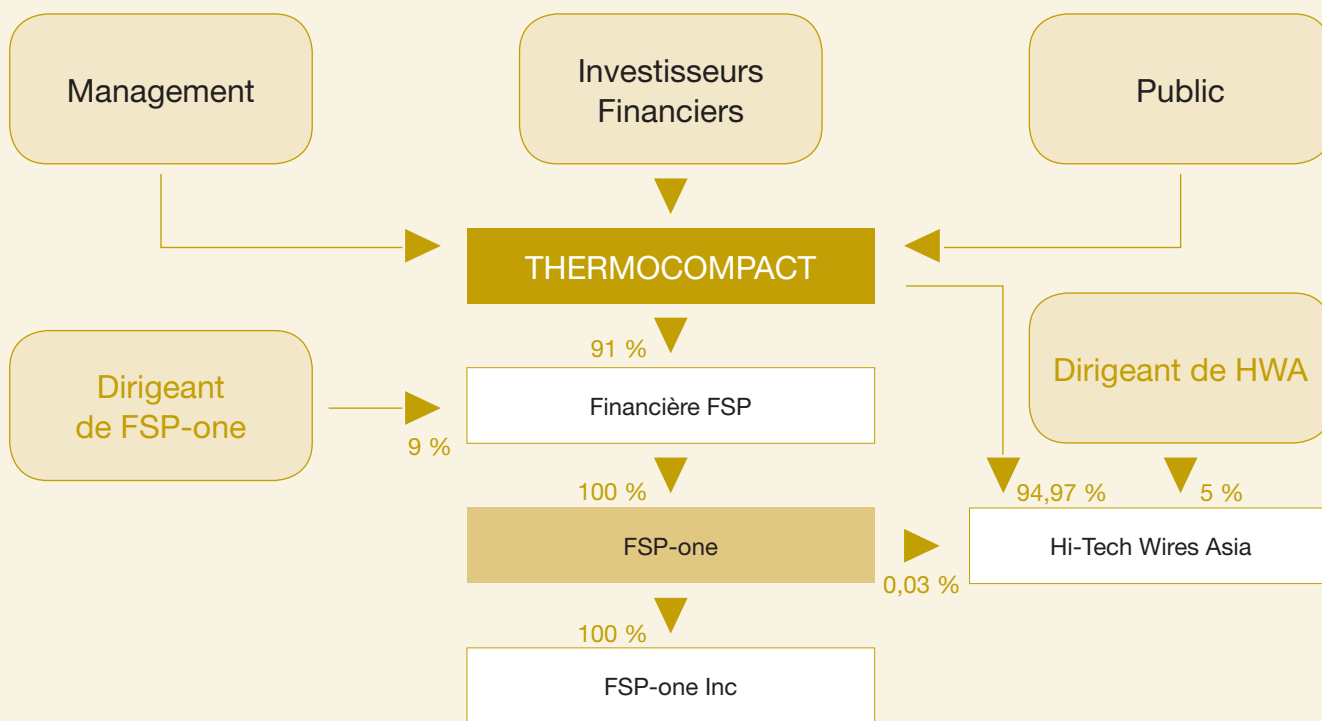 Management
Investisseurs
Financiers
Public
THERMOCOMPACT
91 %
Dirigeant
de FSP-one
9 %
Financière FSP
Dirigeant de HWA
100 %
94,97 %
5 %
FSP-one
0,03 %
Hi-Tech Wires Asia
100 %
FSP-one Inc